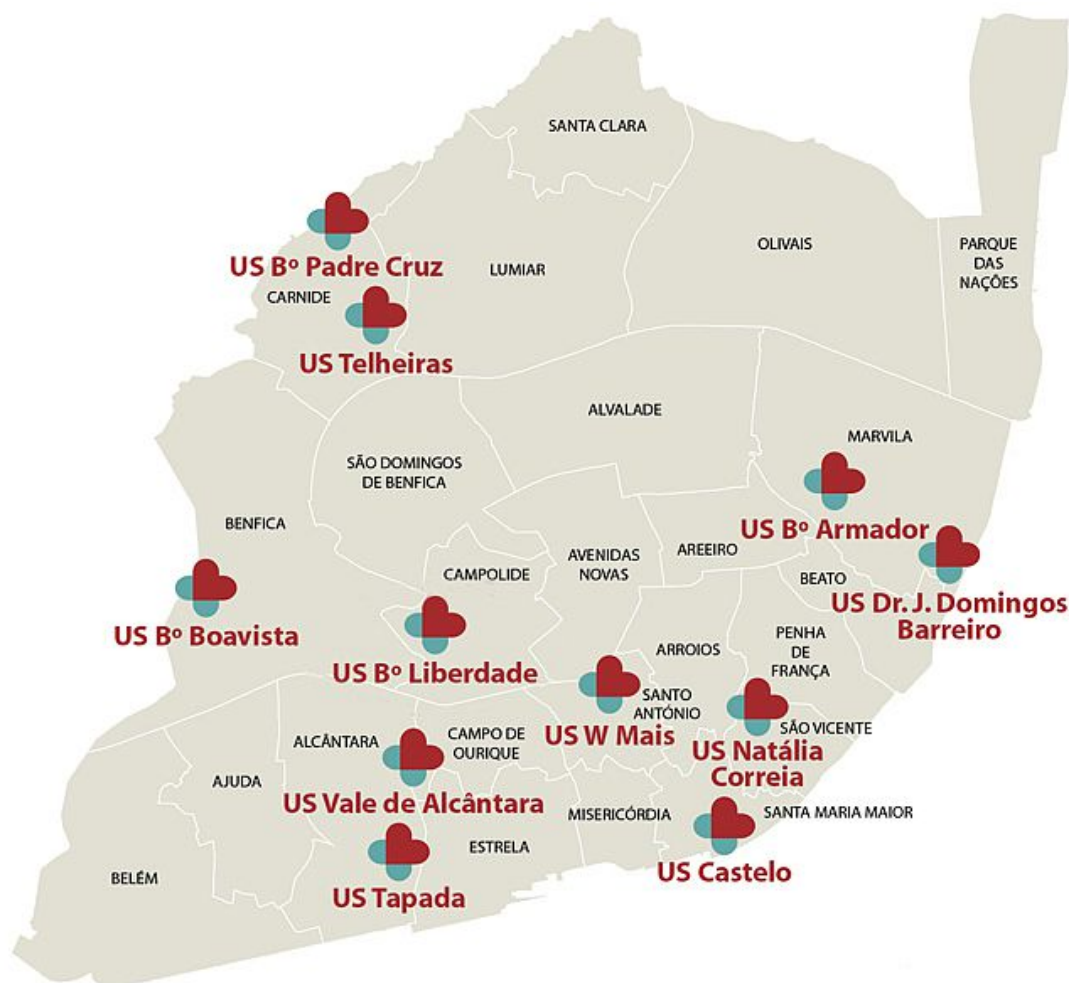 SANTA CLARA
OLIVAIS
PARQUE
DAS
NAÇÕES
US Bº Padre Cruz
LUMIAR
CARNIDE
US Telheiras
ALVALADE
MARVILA
SÃO DOMINGOS
DE BENFICA
BENFICA
US Bº Armador
AREEIRO
AVENIDAS
NOVAS
CAMPOLIDE
BEATO
US Dr. J. Domingos
Barreiro
US Bº Boavista
PENHA
DE
FRANÇA
ARROIOS
US Bº Liberdade
SANTO
ANTÓNIO
SÃO VICENTE
US W Mais
ALCÂNTARA
CAMPO DE
OURIQUE
US Natália
Correia
AJUDA
US Vale de Alcântara
MISERICÓRDIA
SANTA MARIA MAIOR
ESTRELA
US Castelo
BELÉM
US Tapada